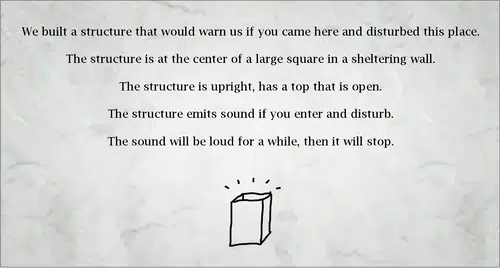 We built a structure that would warn us if you came here and disturbed this place.
The structure is at the center of a large square in a sheltering wall.
The structure is upright, has a top that is open.
The structure emits sound if you enter and disturb.
The sound will be loud for a while, then it will stop.